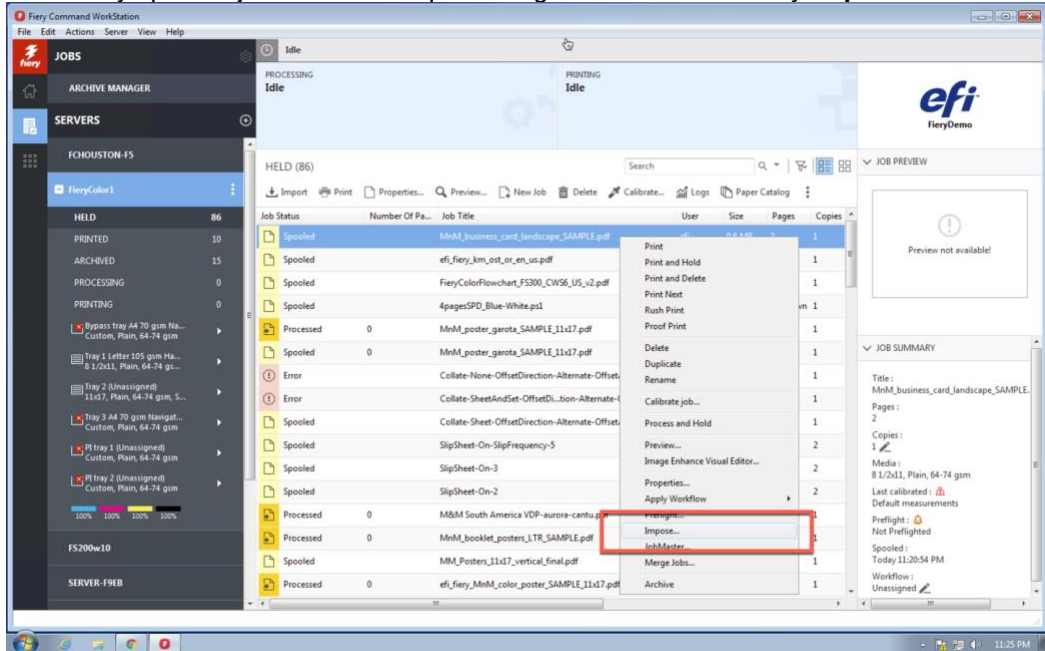 Fiery Command WorkStation
File Edit Actions Server View Help
fiery
JOBS
ARCHIVE MANAGER
SERVERS
FCHOUSTON-F5
FieryColor1
HELD 86
PRINTED 10
ARCHIVED 15
PROCESSING 0
PRINTING 0
Bypass tray A4 70 gsm Na...
Custom, Plain, 64-74 gsm
Tray 1 Letter 105 gsm Ha...
8 1/2x11, Plain, 64-74 gs...
Tray 2 (Unassigned)
11x17, Plain, 64-74 gsm, S...
Tray 3 A4 70 gsm Navigat...
Custom, Plain, 64-74 gsm
PI tray 1 (Unassigned)
Custom, Plain, 64-74 gsm
PI tray 2 (Unassigned)
Custom, Plain, 64-74 gsm
100% 100% 100% 100%
FS200w10
SERVER-F9EB
Idle
PROCESSING
Idle
PRINTING
Idle
HELD (86)
Search
Import Print Properties... Preview... New Job Delete Calibrate... Logs Paper Catalog
Job Status Number Of Pa... Job Title User Size Pages Copies
Spooled MnM_business_card_landscape_SAMPLE.pdf efi 0.6 MB 2 1
Spooled efi_fiery_km_ost_or_en_us.pdf 1
Spooled FieryColorFlowchart_FS300_CWS6_US_v2.pdf 1
Spooled 4pagesSPD_Blue-White.ps1 vn 1
Processed 0 MnM_poster_garota_SAMPLE_11x17.pdf 1
Spooled 0 MnM_poster_garota_SAMPLE_11x17.pdf 1
Error Collate-None-OffsetDirection-Alternate-Offset. 1
Error Collate-SheetAndSet-OffsetDi...tion-Alternate- 1
Spooled Collate-Sheet-OffsetDirection-Alternate-Offset. 1
Spooled SlipSheet-On-SlipFrequency-5 2
Spooled SlipSheet-On-3 2
Spooled SlipSheet-On-2 2
Processed 0 M&M South America VDP-aurora-cantu.pdf 1
Processed 0 MnM_booklet_posters_LTR_SAMPLE.pdf 1
Spooled MM_Posters_11x17_vertical_final.pdf 1
Processed 0 efi_fiery_MnM_color_poster_SAMPLE_11x17.pdf 1
Print
Print and Hold
Print and Delete
Print Next
Rush Print
Proof Print
Delete
Duplicate
Rename
Calibrate job...
Process and Hold
Preview...
Image Enhance Visual Editor...
Properties...
Apply Workflow
Preflight...
Impose...
JobMaster...
Merge Jobs...
Archive
efi
FieryDemo
JOB PREVIEW
Preview not available!
JOB SUMMARY
Title :
MnM_business_card_landscape_SAMPLE.
Pages :
2
Copies :
1
Media :
8 1/2x11, Plain, 64-74 gsm
Last calibrated :
Default measurements
Preflight :
Not Preflighted
Spooled :
Today 11:20:54 PM
Workflow :
Unassigned
11:25 PM